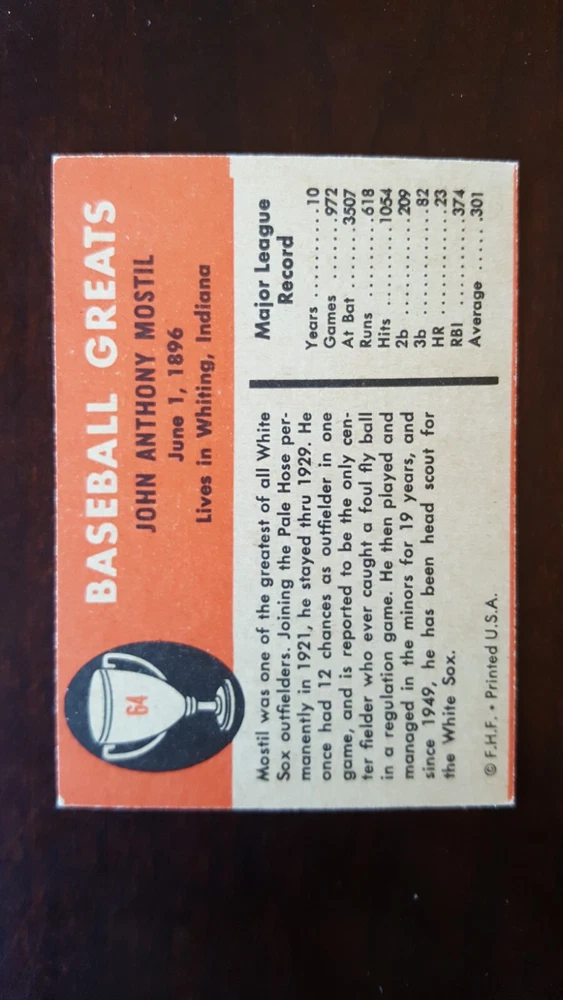 64
BASEBALL GREATS
JOHN ANTHONY MOSTIL
June 1, 1896
Lives in Whiting, Indiana
Mostil was one of the greatest of all White
Sox outfielders. Joining the Pale Hose per-
manently in 1921, he stayed thru 1929. He
once had 12 chances as outfielder in one
game, and is reported to be the only cen-
ter fielder who ever caught a foul fly ball
in a regulation game. He then played and
managed in the minors for 19 years, and
since 1949, he has been head scout for
the White Sox.
© F.H.F. • Printed U.S.A.
Major League
Record
Years ..........10
Games .......972
At Bat .......3507
Runs ........618
Hits .........1054
2b ..........209
3b ...........82
HR ...........23
RBI ..........374
Average ......301